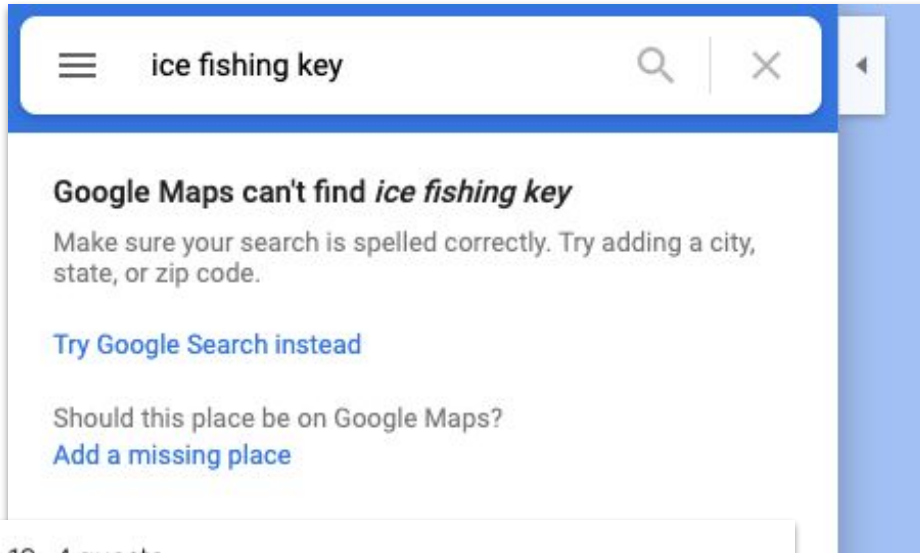 ice fishing key
Google Maps can't find ice fishing key
Make sure your search is spelled correctly. Try adding a city,
state, or zip code.
Try Google Search instead
Should this place be on Google Maps?
Add a missing place